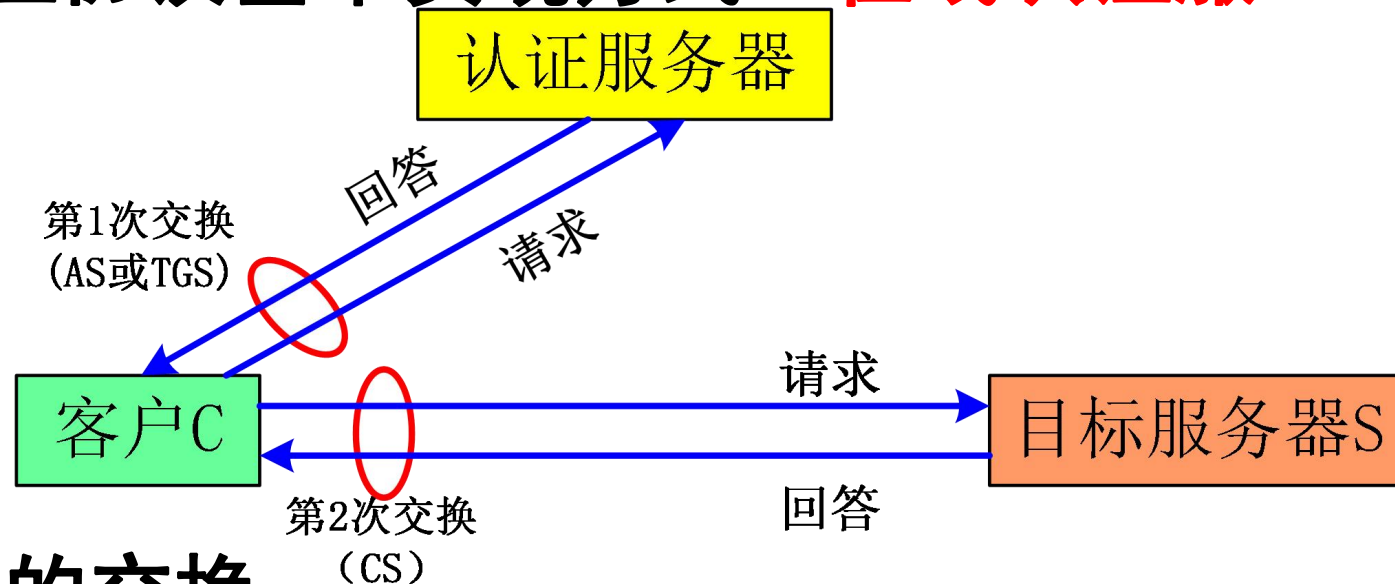 认证服务器
回答
请求
第1次交换
(AS或TGS)
请求
客户C
目标服务器S
回答
第2次交换
（CS）
的交换